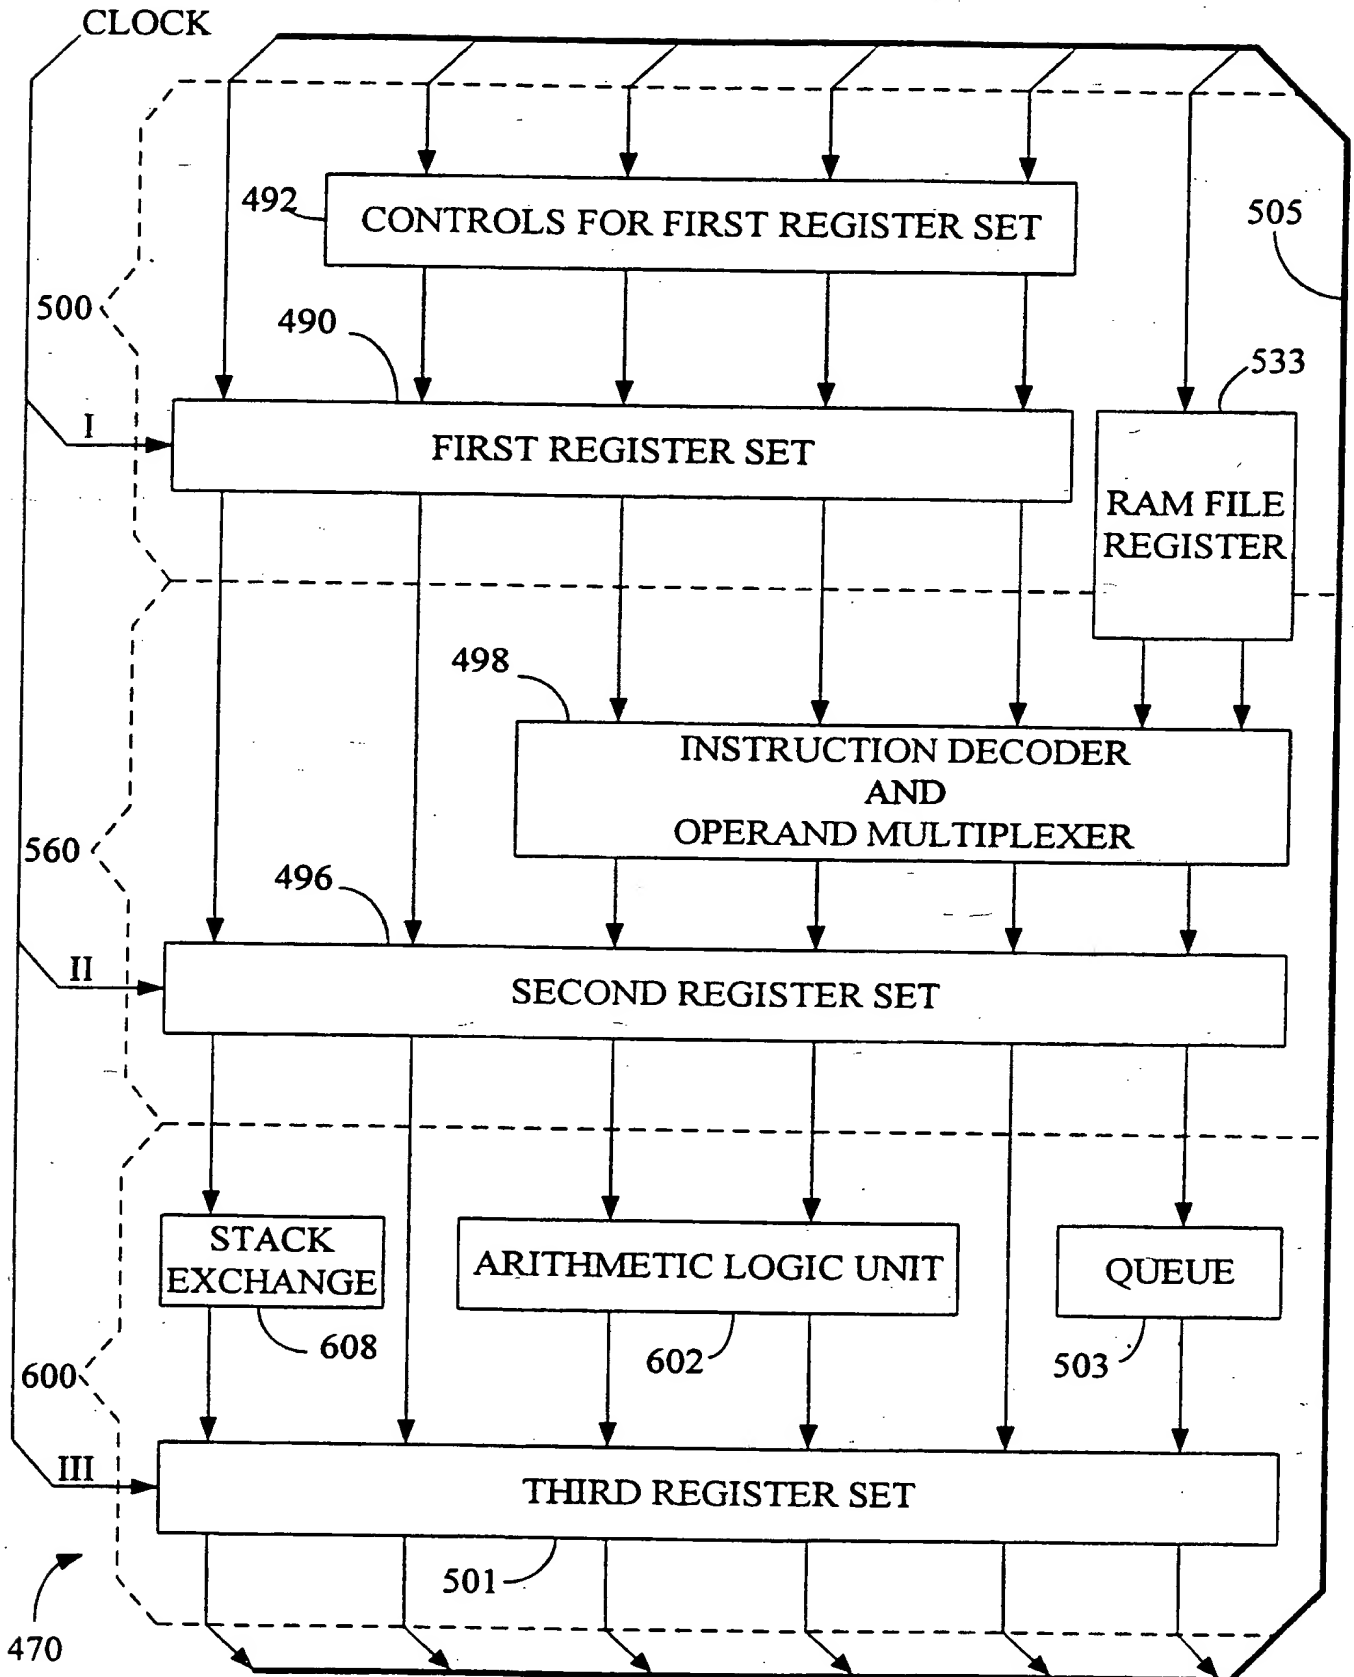 CLOCK
492
CONTROLS FOR FIRST REGISTER SET
505
500
490
533
I
FIRST REGISTER SET
RAM FILE
REGISTER
498
INSTRUCTION DECODER
AND
OPERAND MULTIPLEXER
560
496
II
SECOND REGISTER SET
STACK
EXCHANGE
ARITHMETIC LOGIC UNIT
QUEUE
608
602
503
600
III
THIRD REGISTER SET
501
470